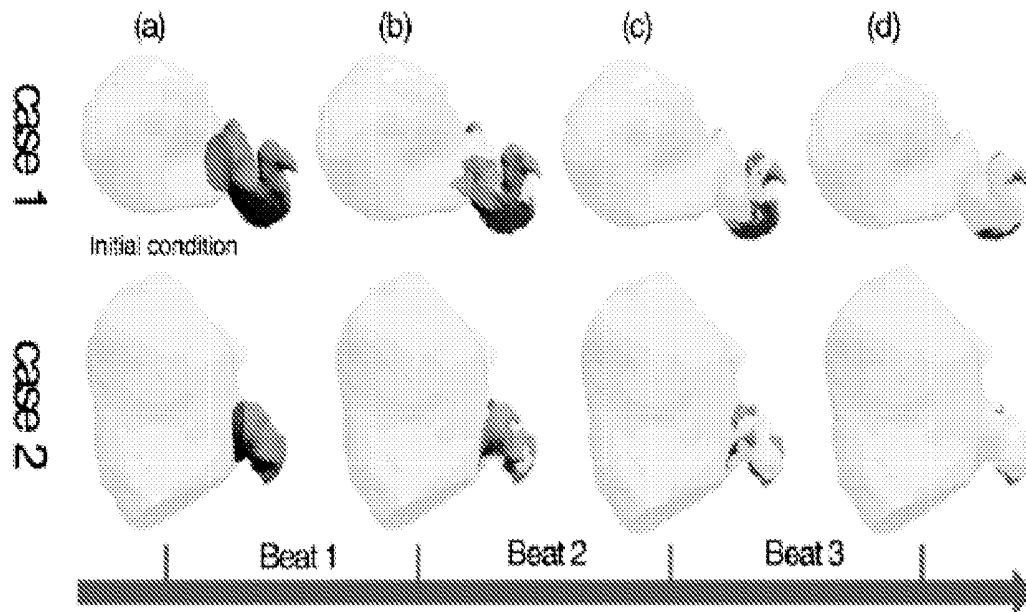 (a) (b) (c) (d)
case 1
Initial condition
case 2
Beat 1 Beat 2 Beat 3